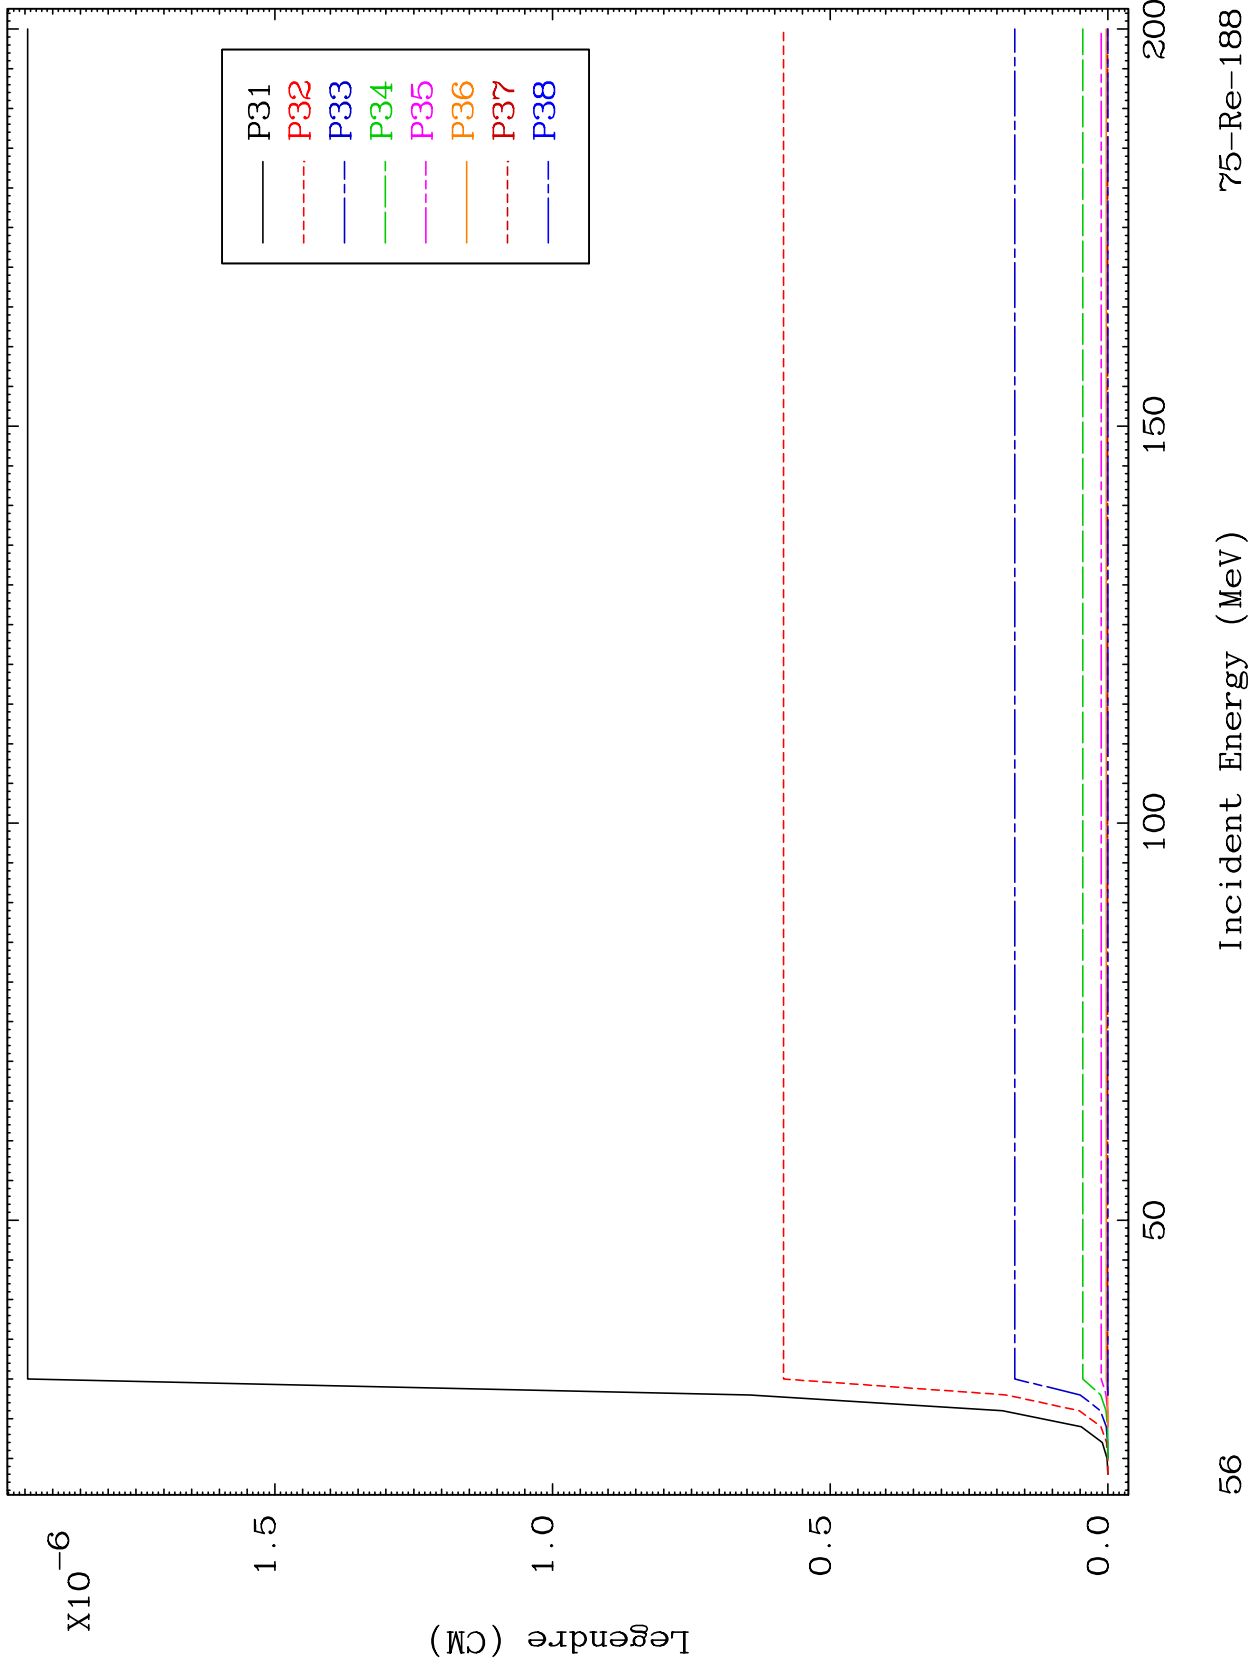 X10-6
1.5
1.0
0.5
0.0
Legendre (CM)
P31
P32
P33
P34
P35
P36
P37
P38
50
100
150
200
56
Incident Energy (MeV)
75-Re-188